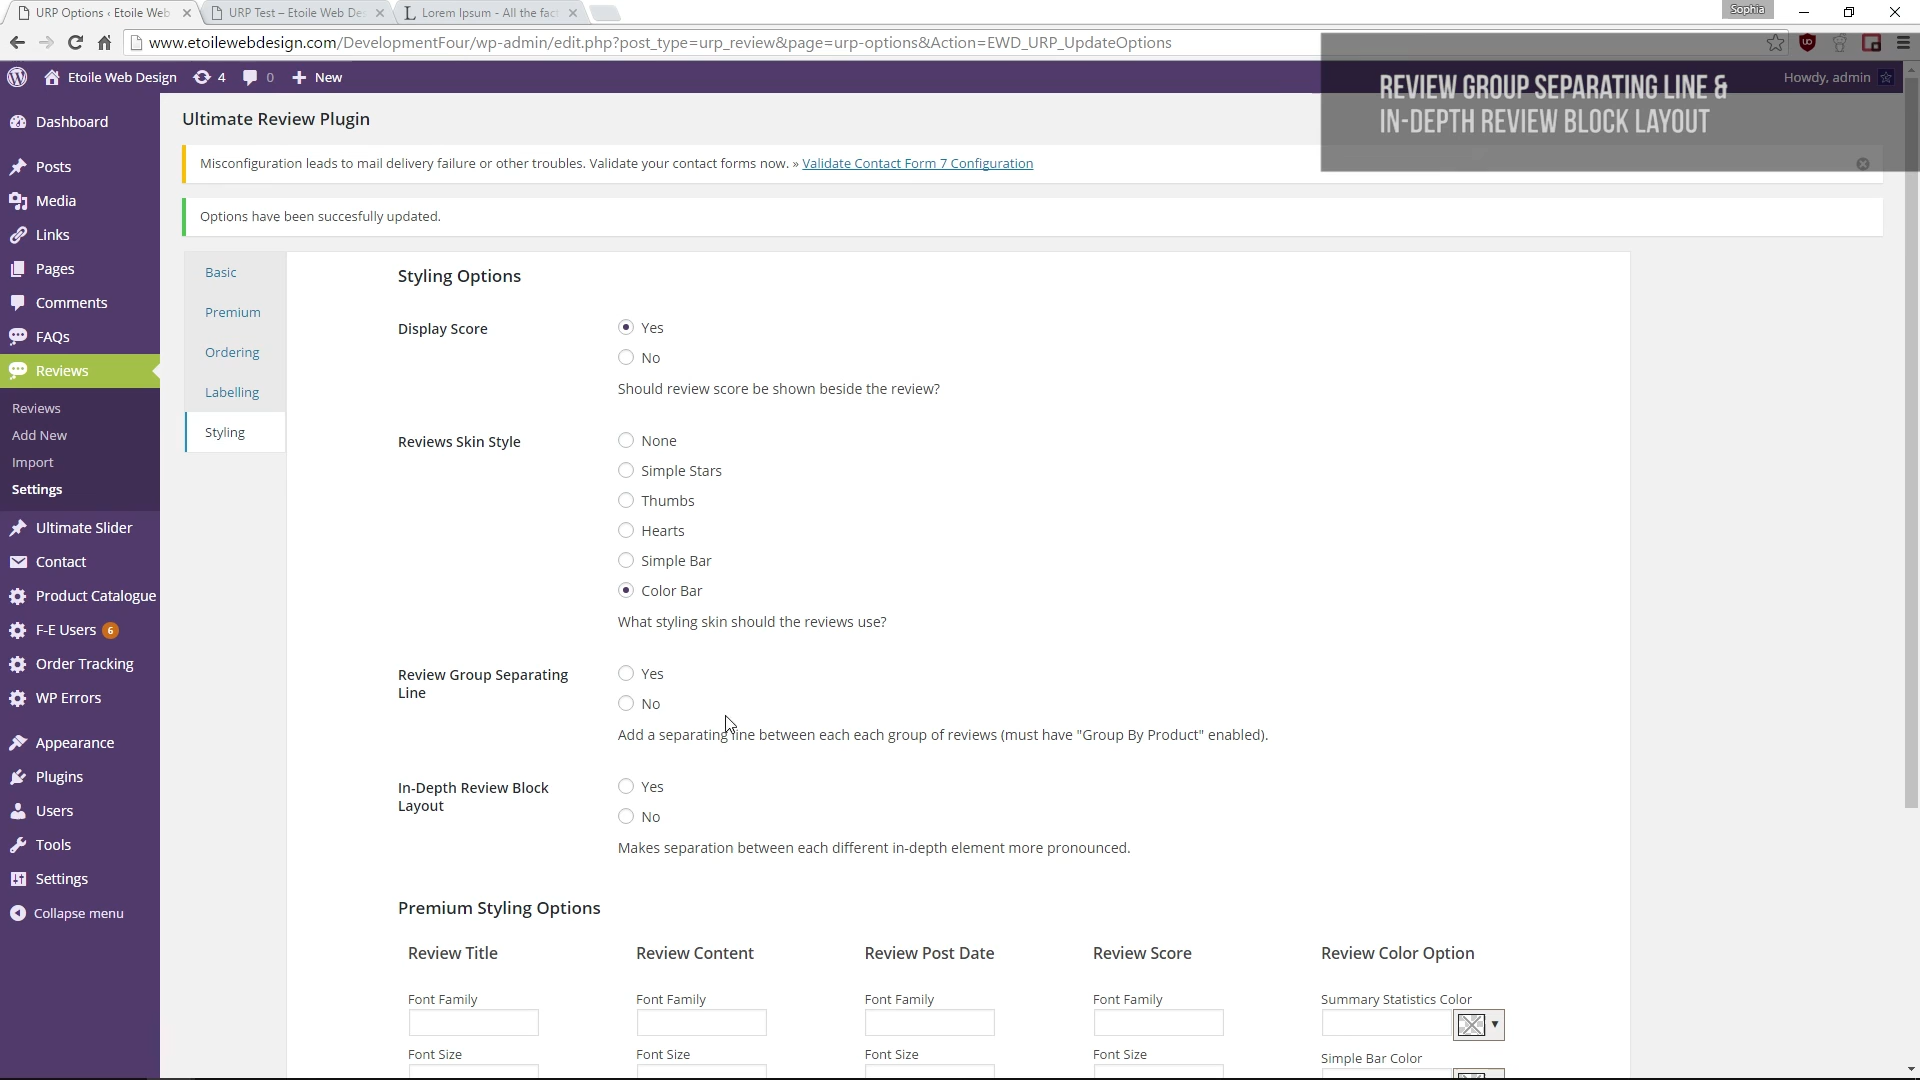 URP Options ‹ Etoile Web
URP Test – Etoile Web De
Lorem Ipsum - All the fac
Sophia
www.etoilewebdesign.com/DevelopmentFour/wp-admin/edit.php?post_type=urp_review&page=urp-options&Action=EWD_URP_UpdateOptions
Etoile Web Design
4
0
New
Howdy, admin
REVIEW GROUP SEPARATING LINE &
IN-DEPTH REVIEW BLOCK LAYOUT
Dashboard
Posts
Media
Links
Pages
Comments
FAQs
Reviews
Reviews
Add New
Import
Settings
Ultimate Slider
Contact
Product Catalogue
F-E Users 6
Order Tracking
WP Errors
Appearance
Plugins
Users
Tools
Settings
Collapse menu
Ultimate Review Plugin
Misconfiguration leads to mail delivery failure or other troubles. Validate your contact forms now. » Validate Contact Form 7 Configuration
Options have been succesfully updated.
Basic
Premium
Ordering
Labelling
Styling
Styling Options
Display Score
Yes
No
Should review score be shown beside the review?
Reviews Skin Style
None
Simple Stars
Thumbs
Hearts
Simple Bar
Color Bar
What styling skin should the reviews use?
Review Group Separating
Line
Yes
No
Add a separating line between each each group of reviews (must have "Group By Product" enabled).
In-Depth Review Block
Layout
Yes
No
Makes separation between each different in-depth element more pronounced.
Premium Styling Options
Review Title
Review Content
Review Post Date
Review Score
Review Color Option
Font Family
Font Family
Font Family
Font Family
Summary Statistics Color
Font Size
Font Size
Font Size
Font Size
Simple Bar Color